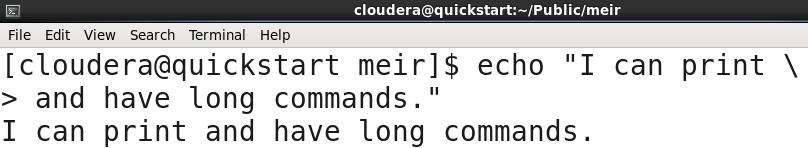 cloudera@quickstart:~/Public/meir
File Edit View Search Terminal Help
[cloudera@quickstart meir]$ echo "I can print \
> and have long commands."
I can print and have long commands.